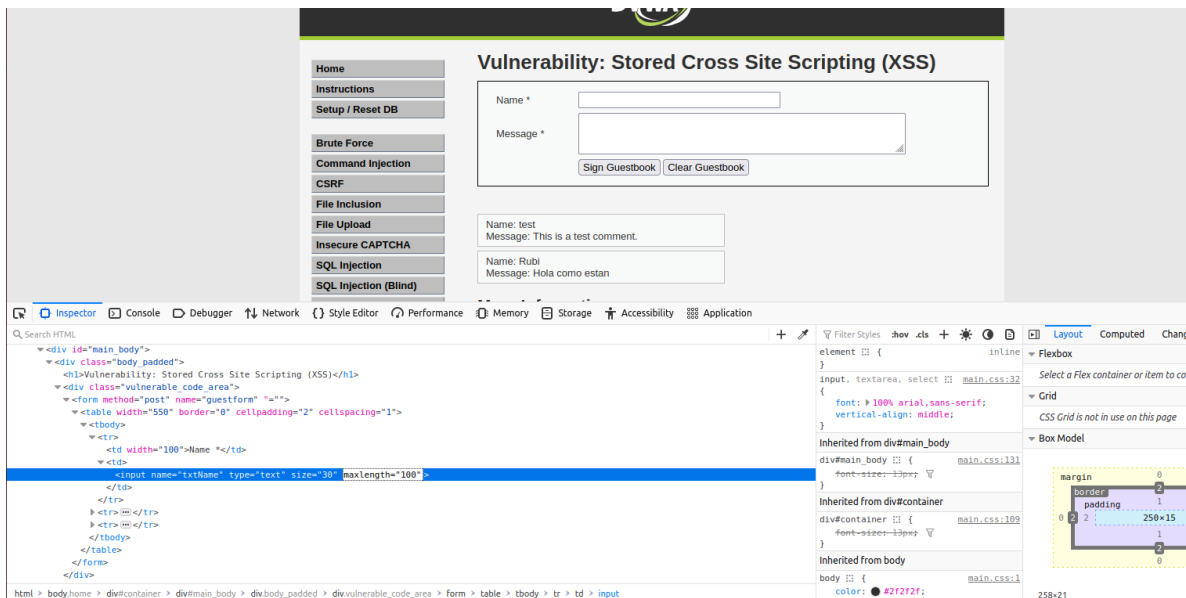 Vulnerability: Stored Cross Site Scripting (XSS)
Home
Instructions
Setup / Reset DB
Brute Force
Command Injection
CSRF
File Inclusion
File Upload
Insecure CAPTCHA
SQL Injection
SQL Injection (Blind)
Name *
Message *
Sign Guestbook Clear Guestbook
Name: test
Message: This is a test comment.
Name: Rubi
Message: Hola como estan
Inspector Console Debugger Network {} Style Editor Performance Memory Storage Accessibility Application
Search HTML
<div id="main_body">
<div class="body_padded">
<h1>Vulnerability: Stored Cross Site Scripting (XSS)</h1>
<div class="vulnerable_code_area">
<form method="post" name="guestform" "="">
<table width="550" border="0" cellpadding="2" cellspacing="1">
<tbody>
<tr>
<td width="100">Name *</td>
<td>
<input name="txtName" type="text" size="30" maxlength="100">
</td>
</tr>
<tr>…</tr>
<tr>…</tr>
</tbody>
</table>
</form>
</div>
html > body.home > div#container > div#main_body > div.body_padded > div.vulnerable_code_area > form > table > tbody > tr > td > input
Filter Styles :hov .cls +
element { inline
}
input, textarea, select { main.css:32
font: 100% arial,sans-serif;
vertical-align: middle;
}
Inherited from div#main_body
div#main_body { main.css:131
font-size: 13px;
}
Inherited from div#container
div#container { main.css:109
font-size: 13px;
}
Inherited from body
body { main.css:1
color: #2f2f2f;
Layout Computed Chang
Flexbox
Select a Flex container or item to co
Grid
CSS Grid is not in use on this page
Box Model
margin 0
border 2
padding 1
0 2 2 250×15
1
2
0
258×21